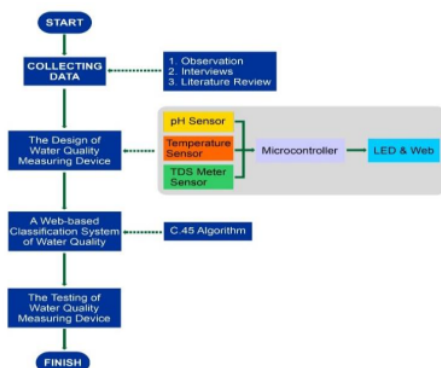 START
COLLECTING
DATA
1. Observation
2. Interviews
3. Literature Review
The Design of
Water Quality
Measuring Device
pH Sensor
Temperature
Sensor
TDS Meter
Sensor
Microcontroller
LED & Web
A Web-based
Classification System
of Water Quality
C.45 Algorithm
The Testing of
Water Quality
Measuring Device
FINISH